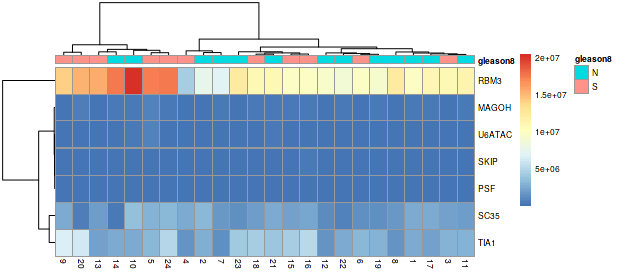 gleason8
RBM3
MAGOH
U6ATAC
SKIP
PSF
SC35
TIA1
9 20 13 14 10 5 24 4 2 7 23 18 21 15 16 12 22 6 19 8 1 17 3 11
2e+07
1.5e+07
1e+07
5e+06
gleason8
N
S